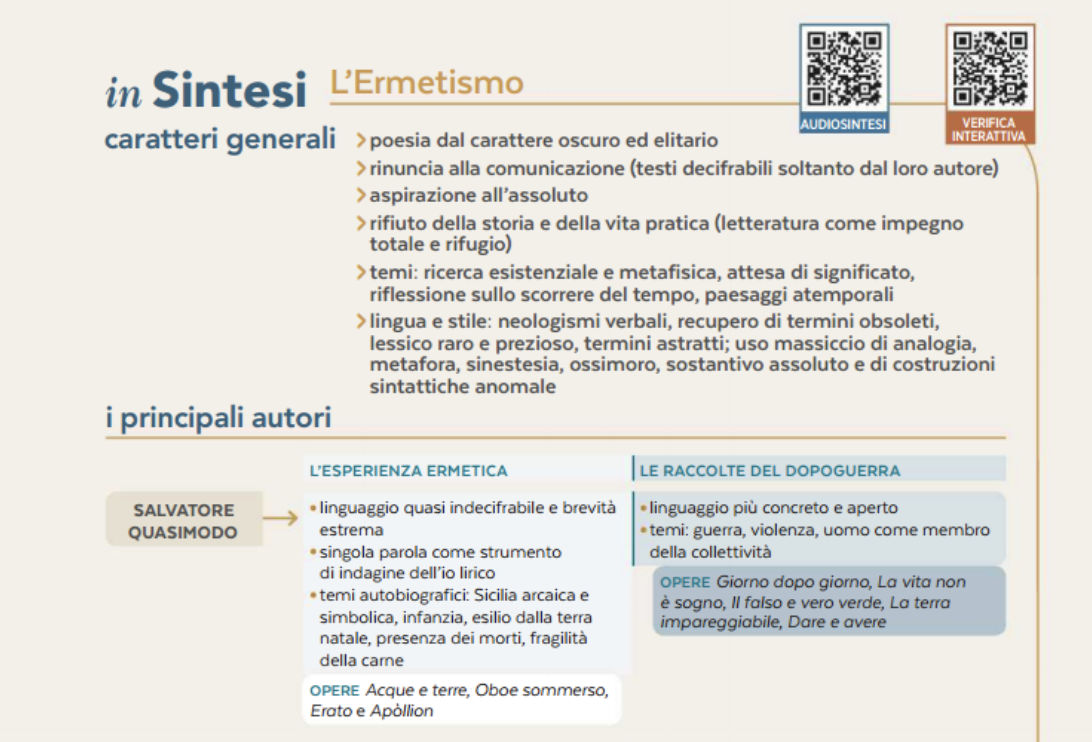 in Sintesi L'Ermetismo
AUDIOSINTESI
VERIFICA
INTERATTIVA
caratteri generali
> poesia dal carattere oscuro ed elitario
> rinuncia alla comunicazione (testi decifrabili soltanto dal loro autore)
> aspirazione all'assoluto
> rifiuto della storia e della vita pratica (letteratura come impegno
totale e rifugio)
> temi: ricerca esistenziale e metafisica, attesa di significato,
riflessione sullo scorrere del tempo, paesaggi atemporali
> lingua e stile: neologismi verbali, recupero di termini obsoleti,
lessico raro e prezioso, termini astratti; uso massiccio di analogia,
metafora, sinestesia, ossimoro, sostantivo assoluto e di costruzioni
sintattiche anomale
i principali autori
SALVATORE
QUASIMODO
L'ESPERIENZA ERMETICA
• linguaggio quasi indecifrabile e brevità
estrema
• singola parola come strumento
di indagine dell'io lirico
• temi autobiografici: Sicilia arcaica e
simbolica, infanzia, esilio dalla terra
natale, presenza dei morti, fragilità
della carne
OPERE Acque e terre, Oboe sommerso,
Erato e Apòllion
LE RACCOLTE DEL DOPOGUERRA
• linguaggio più concreto e aperto
• temi: guerra, violenza, uomo come membro
della collettività
OPERE Giorno dopo giorno, La vita non
è sogno, Il falso e vero verde, La terra
impareggiabile, Dare e avere